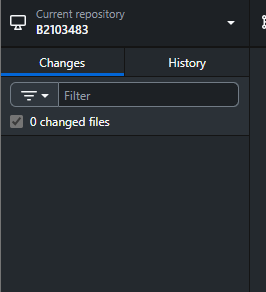 Current repository
B2103483
Changes
History
Filter
0 changed files